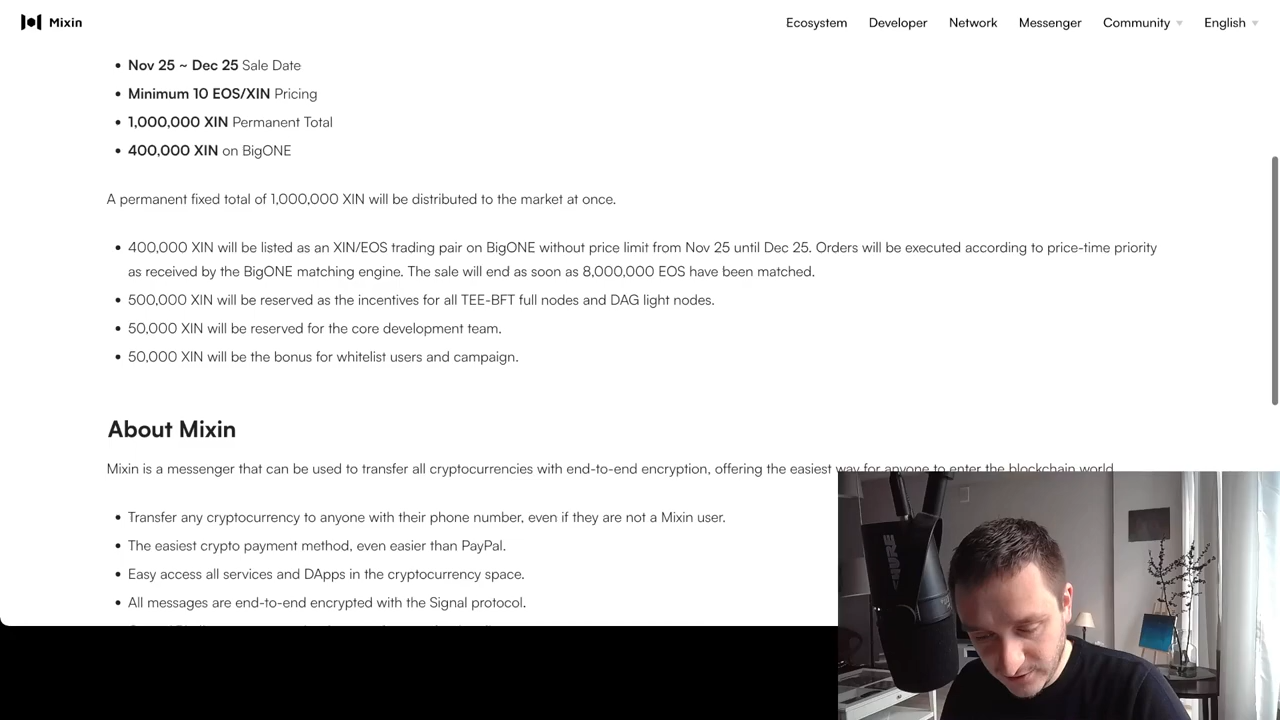 Mixin
Ecosystem
Developer
Network
Messenger
Community
English
• Nov 25 ~ Dec 25 Sale Date
• Minimum 10 EOS/XIN Pricing
• 1,000,000 XIN Permanent Total
• 400,000 XIN on BigONE
A permanent fixed total of 1,000,000 XIN will be distributed to the market at once.
• 400,000 XIN will be listed as an XIN/EOS trading pair on BigONE without price limit from Nov 25 until Dec 25. Orders will be executed according to price-time priority
as received by the BigONE matching engine. The sale will end as soon as 8,000,000 EOS have been matched.
• 500,000 XIN will be reserved as the incentives for all TEE-BFT full nodes and DAG light nodes.
• 50,000 XIN will be reserved for the core development team.
• 50,000 XIN will be the bonus for whitelist users and campaign.
About Mixin
Mixin is a messenger that can be used to transfer all cryptocurrencies with end-to-end encryption, offering the easiest way for anyone to enter the blockchain world
• Transfer any cryptocurrency to anyone with their phone number, even if they are not a Mixin user.
• The easiest crypto payment method, even easier than PayPal.
• Easy access all services and DApps in the cryptocurrency space.
• All messages are end-to-end encrypted with the Signal protocol.
SHURE